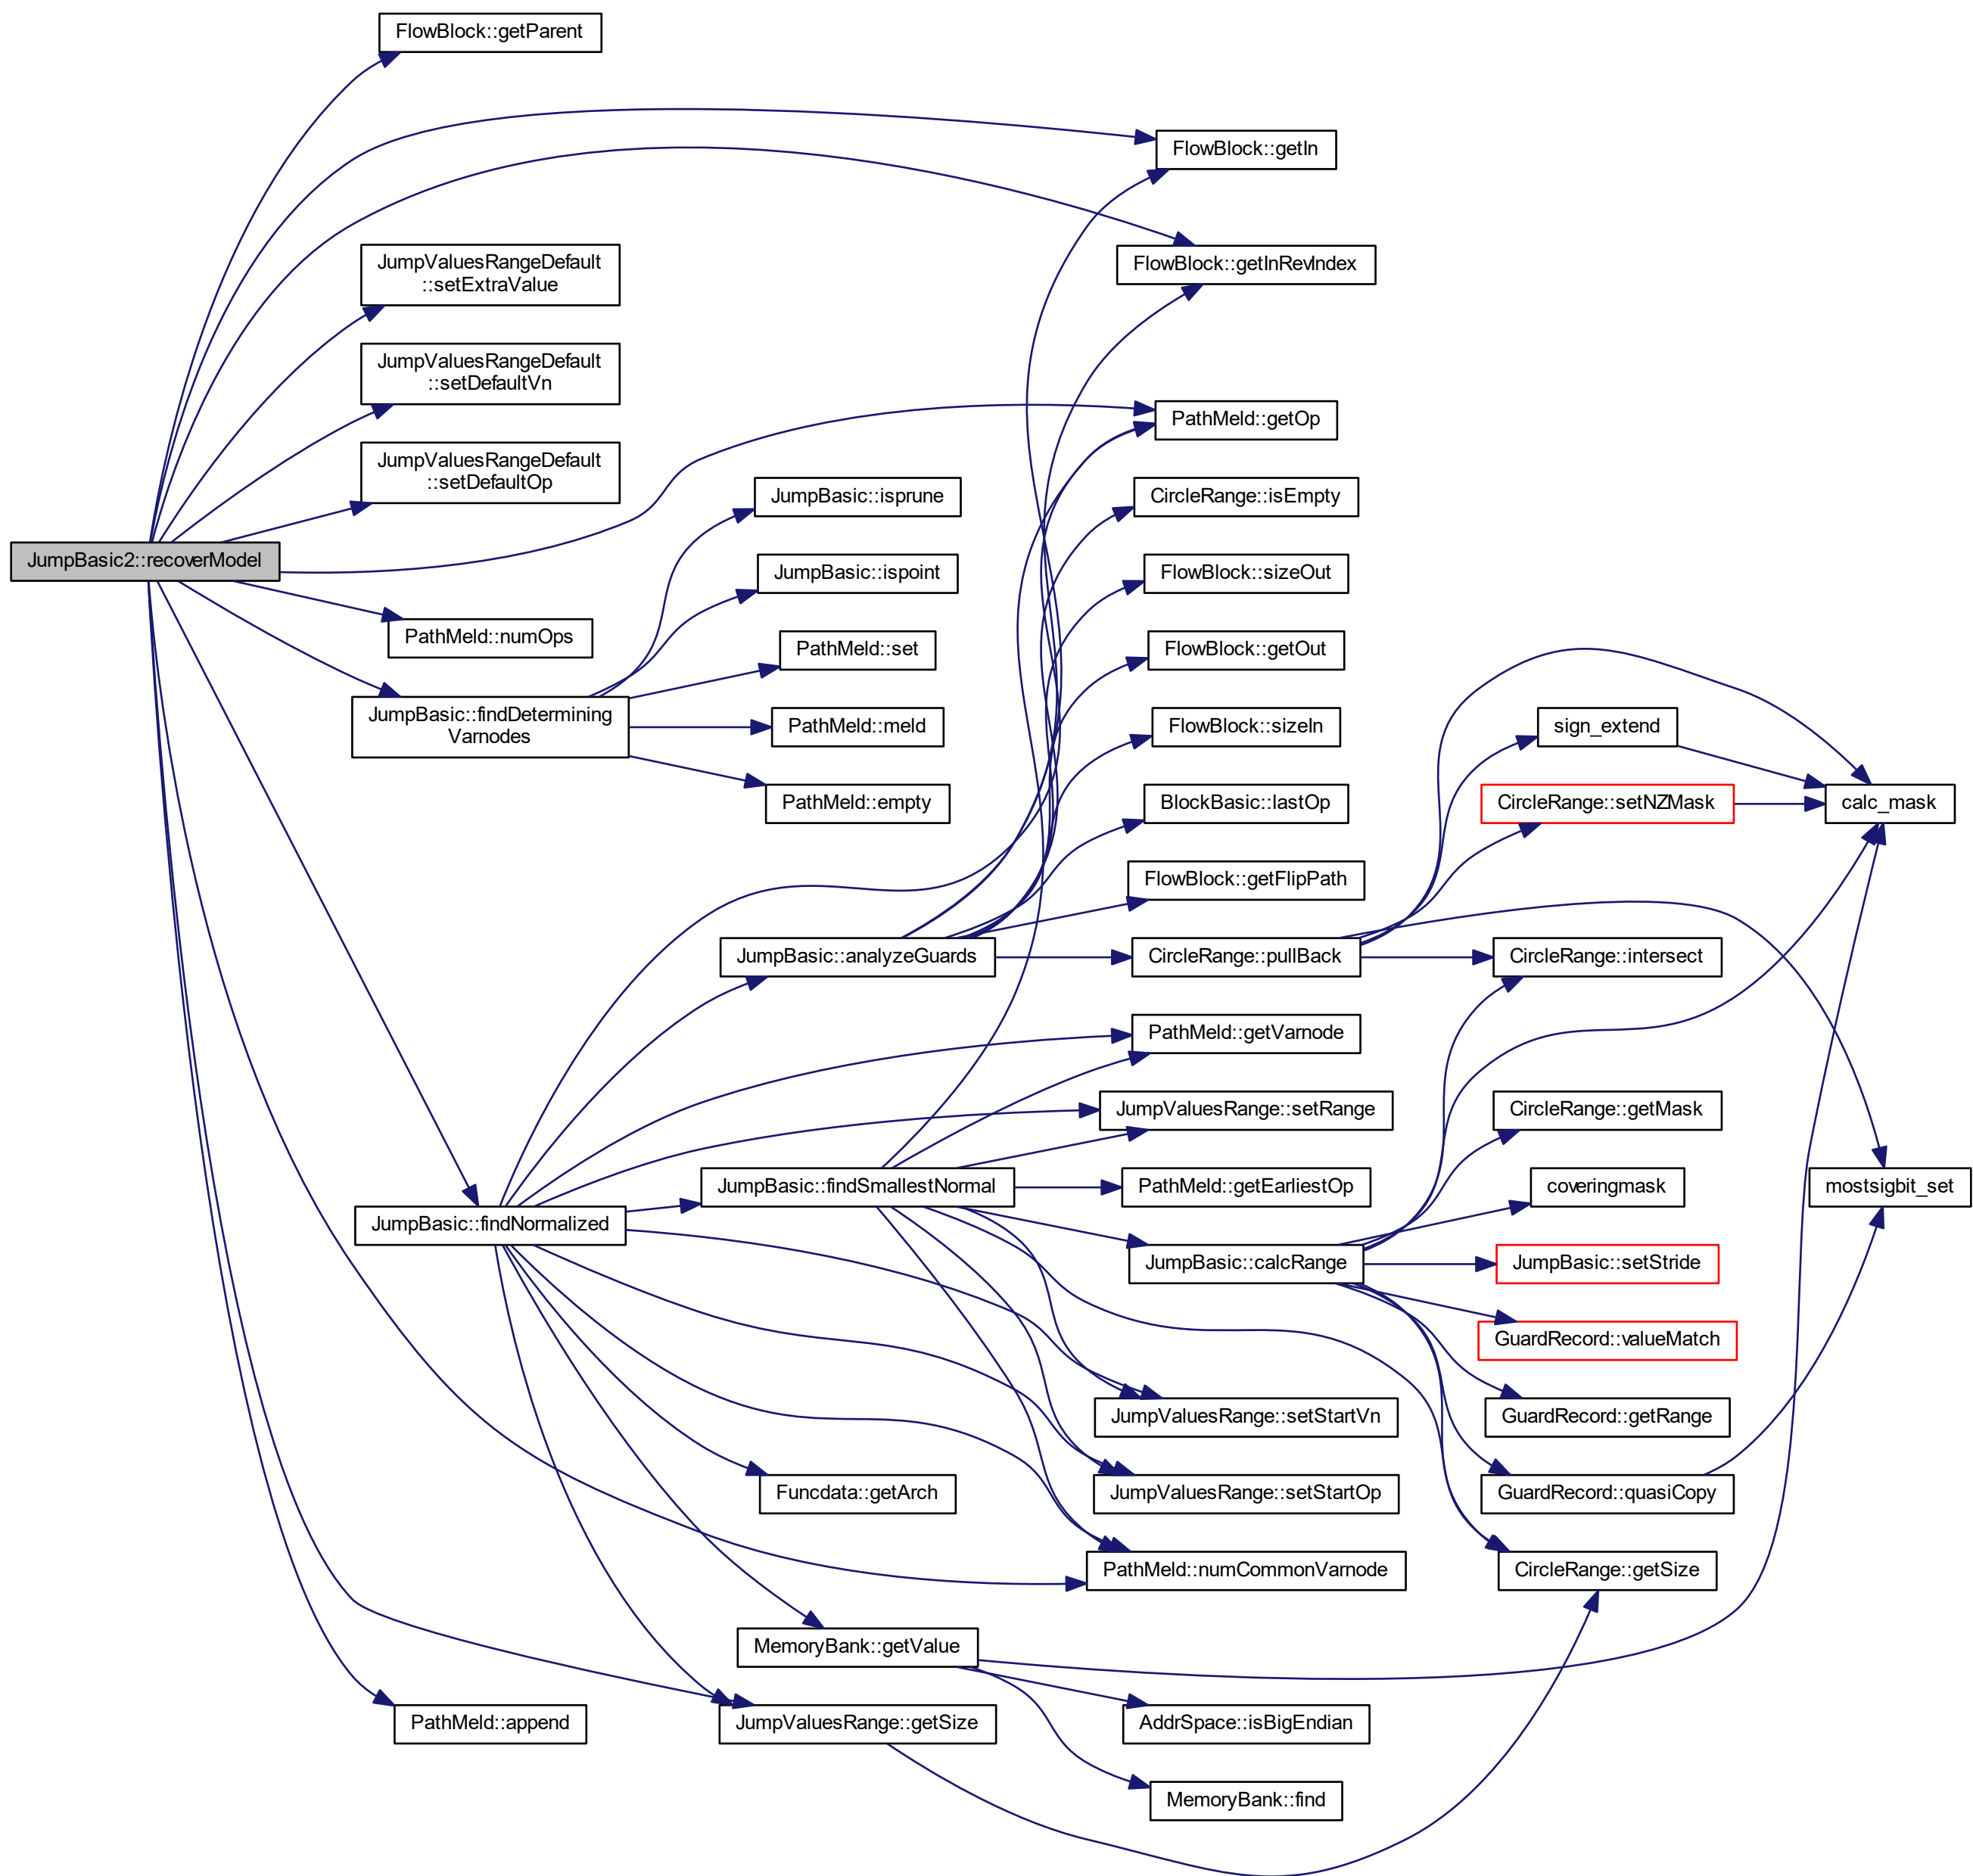 FlowBlock::getParent
FlowBlock::getIn
FlowBlock::getInRevIndex
JumpValuesRangeDefault
::setExtraValue
JumpValuesRangeDefault
::setDefaultVn
PathMeld::getOp
JumpValuesRangeDefault
::setDefaultOp
JumpBasic::isprune
CircleRange::isEmpty
JumpBasic2::recoverModel
JumpBasic::ispoint
FlowBlock::sizeOut
PathMeld::numOps
PathMeld::set
FlowBlock::getOut
JumpBasic::findDetermining
Varnodes
PathMeld::meld
FlowBlock::sizeIn
sign_extend
PathMeld::empty
BlockBasic::lastOp
CircleRange::setNZMask
calc_mask
FlowBlock::getFlipPath
JumpBasic::analyzeGuards
CircleRange::pullBack
CircleRange::intersect
PathMeld::getVarnode
JumpValuesRange::setRange
CircleRange::getMask
JumpBasic::findSmallestNormal
PathMeld::getEarliestOp
coveringmask
mostsigbit_set
JumpBasic::findNormalized
JumpBasic::calcRange
JumpBasic::setStride
GuardRecord::valueMatch
JumpValuesRange::setStartVn
GuardRecord::getRange
Funcdata::getArch
JumpValuesRange::setStartOp
GuardRecord::quasiCopy
PathMeld::numCommonVarnode
CircleRange::getSize
MemoryBank::getValue
PathMeld::append
JumpValuesRange::getSize
AddrSpace::isBigEndian
MemoryBank::find